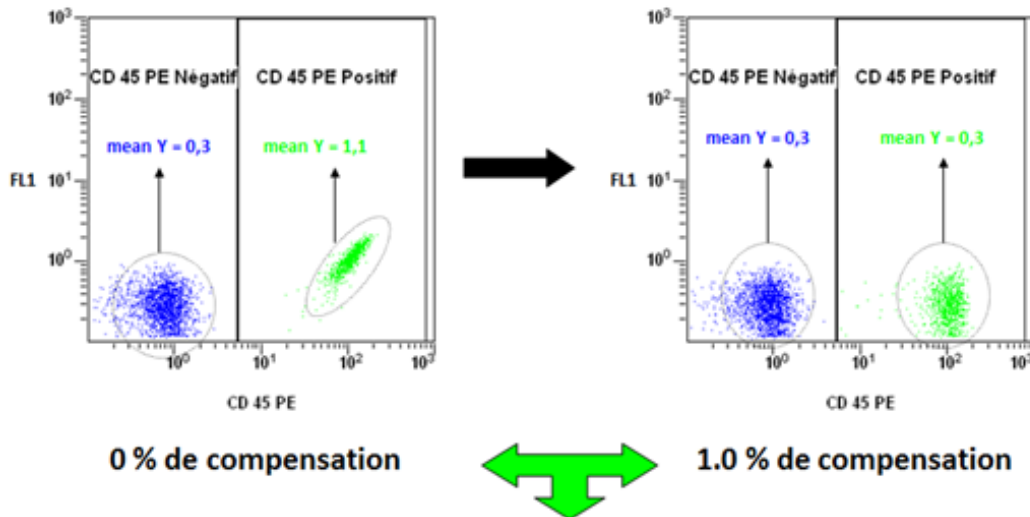 10³
CD 45 PE Négatif
CD 45 PE Positif
10²
mean Y = 0,3
mean Y = 1,1
FL1
10¹
10⁰
10⁰
10¹
10²
10³
CD 45 PE
0 % de compensation
10³
CD 45 PE Négatif
CD 45 PE Positif
10²
mean Y = 0,3
mean Y = 0,3
FL1
10¹
10⁰
10⁰
10¹
10²
10³
CD 45 PE
1.0 % de compensation